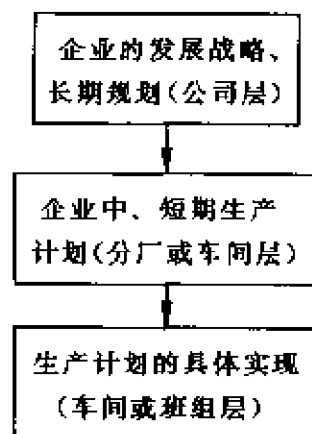 企业的发展战略、
长期规划(公司层)
企业中、短期生产
计划(分厂或车间层)
生产计划的具体实现
(车间或班组层)